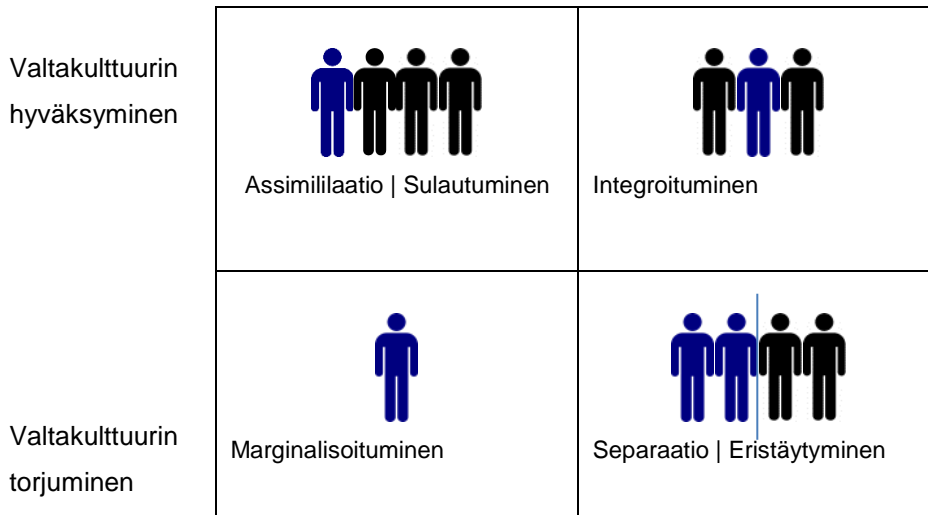 Valtakulttuurin
hyväksyminen
Assimililaatio | Sulautuminen
Integroituminen
Valtakulttuurin
torjuminen
Marginalisoituminen
Separaatio | Eristäytyminen